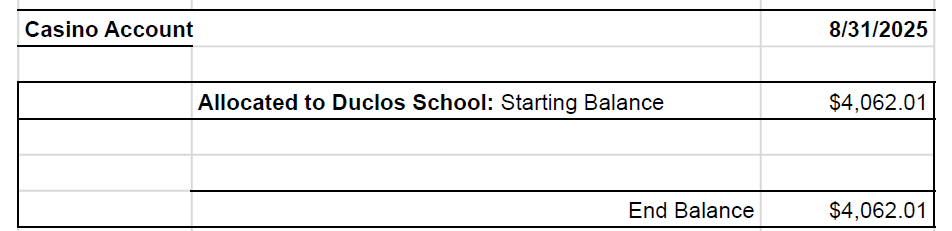 Casino Account 8/31/2025
Allocated to Duclos School: Starting Balance $4,062.01
End Balance $4,062.01